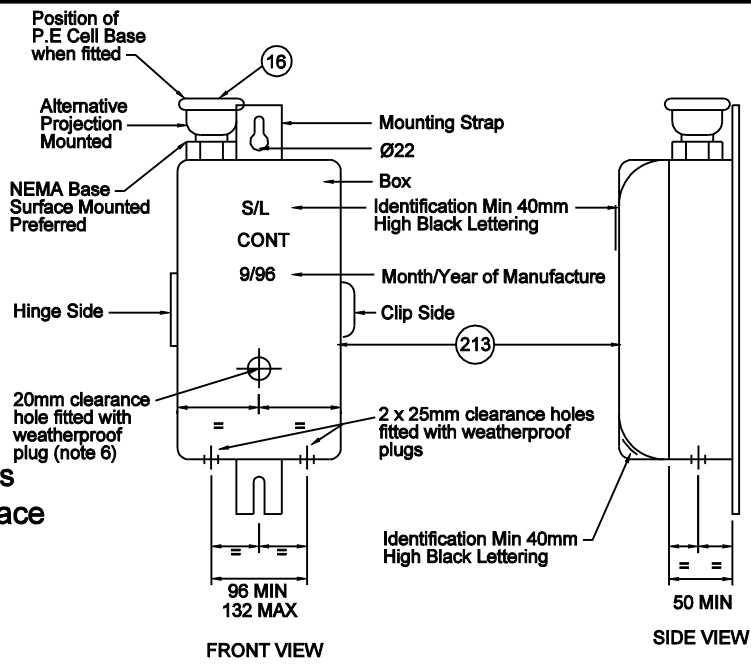 Position of
P.E Cell Base
when fitted
16
Alternative
Projection
Mounted
Mounting Strap
Ø22
NEMA Base
Surface Mounted
Preferred
Box
S/L
CONT
9/96
Identification Min 40mm
High Black Lettering
Month/Year of Manufacture
Hinge Side
Clip Side
213
20mm clearance
hole fitted with
weatherproof
plug (note 6)
=
=
2 x 25mm clearance holes
fitted with weatherproof
plugs
s
ace
=
=
96 MIN
132 MAX
FRONT VIEW
Identification Min 40mm
High Black Lettering
=
=
50 MIN
SIDE VIEW